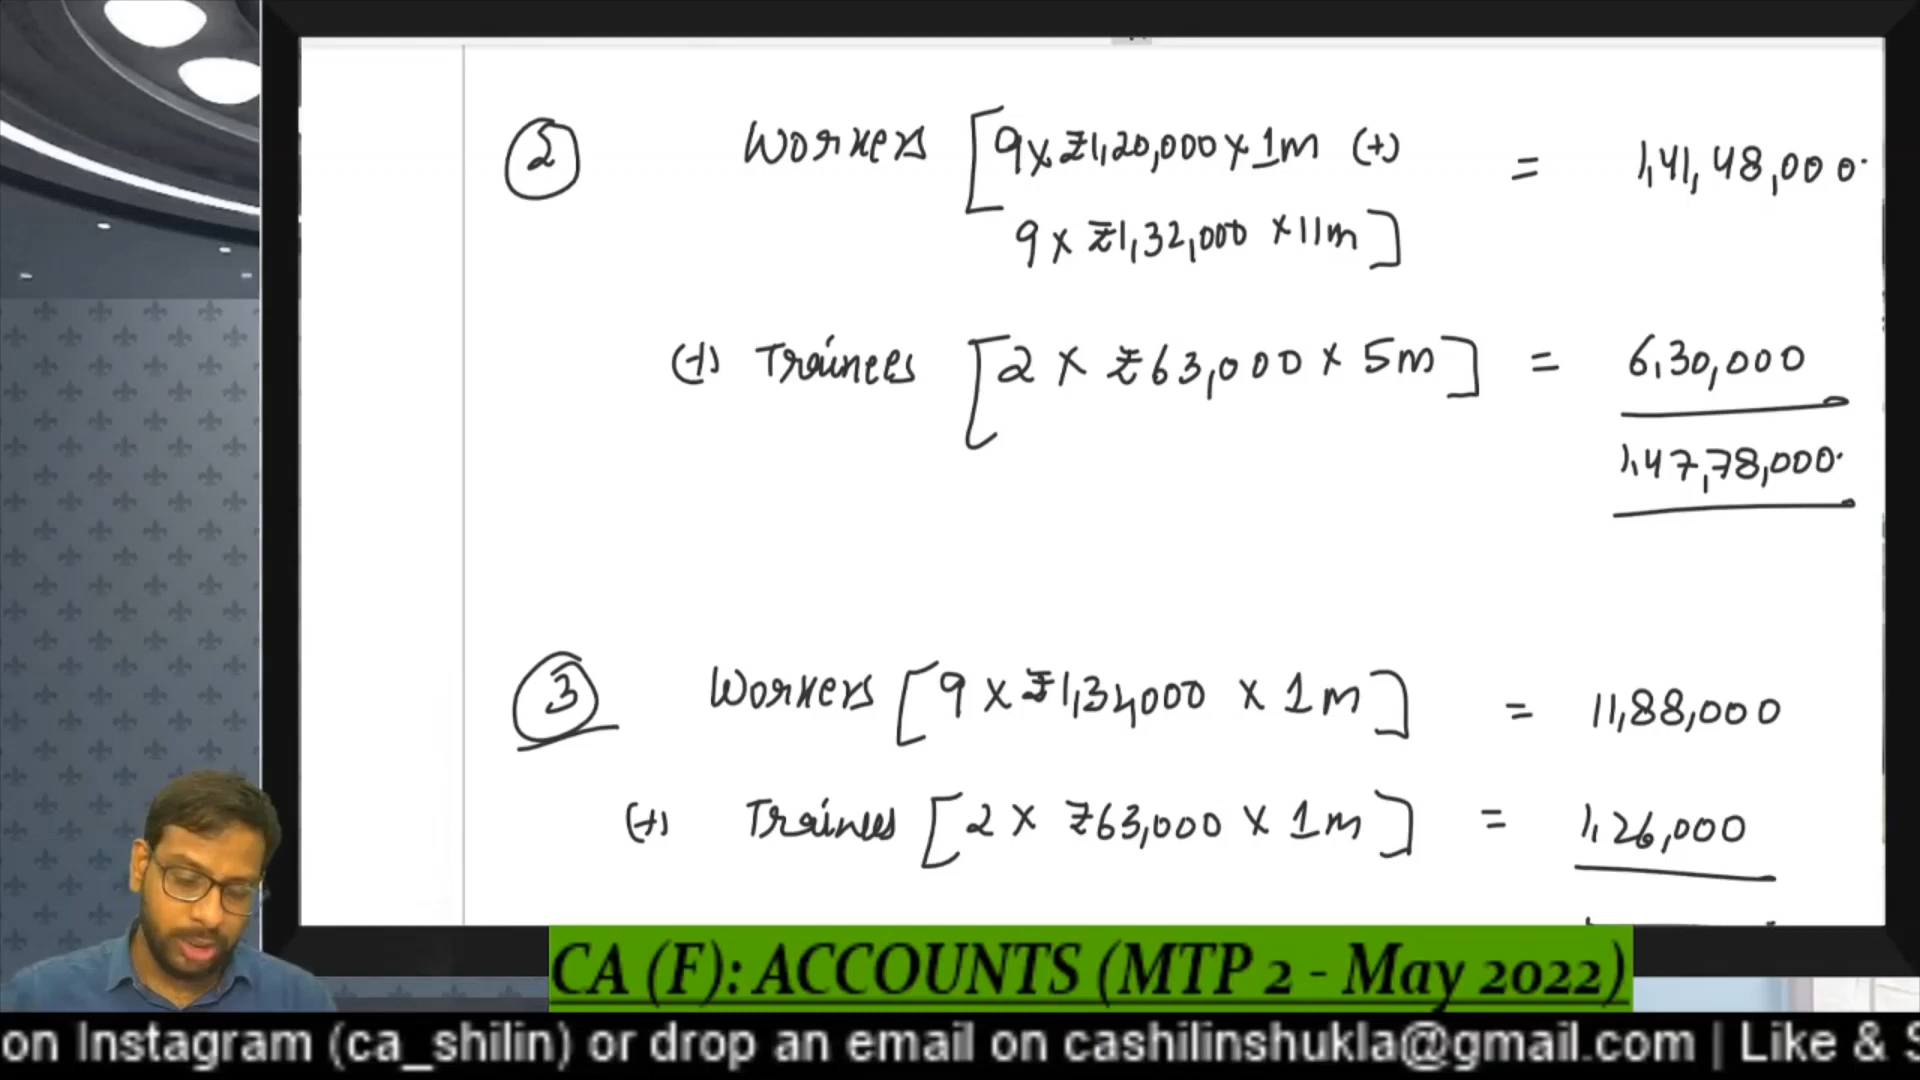 2 Workers [9 x ₹1,20,000 x 1m (+) = 1,41,48,000.
9 x ₹1,32,000 x 11m]
(+) Trainees [2 x ₹63,000 x 5m] = 6,30,000
1,47,78,000.
3 Workers [9 x ₹1,32,000 x 1m] = 11,88,000
(+) Trainees [2 x ₹63,000 x 1m] = 1,26,000
CA (F): ACCOUNTS (MTP 2 - May 2022)
on Instagram (ca_shilin) or drop an email on cashilinshukla@gmail.com | Like & S